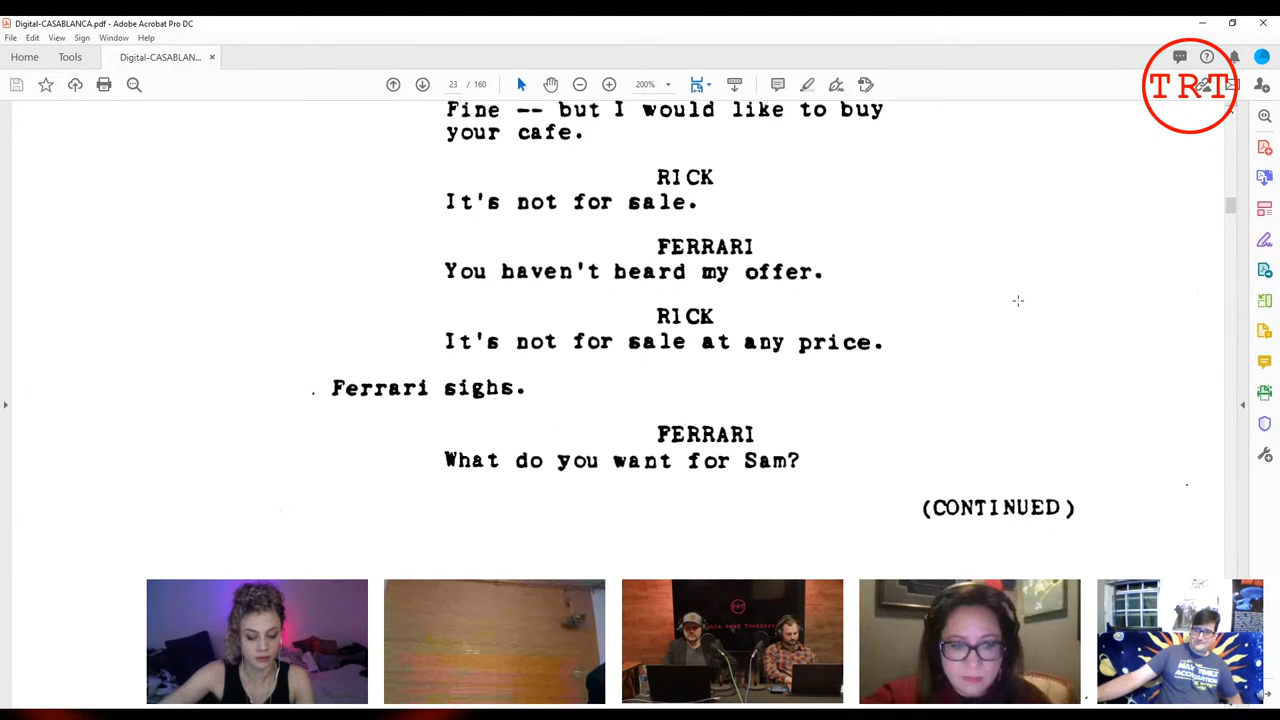 Digital-CASABLANCA.pdf - Adobe Acrobat Pro DC
File Edit View Sign Window Help
Home Tools Digital-CASABLAN... ×
23 / 160 200%
TRT
Fine -- but I would like to buy
your cafe.
RICK
It's not for sale.
FERRARI
You haven't heard my offer.
RICK
It's not for sale at any price.
Ferrari sighs.
FERRARI
What do you want for Sam?
(CONTINUED)
TRT